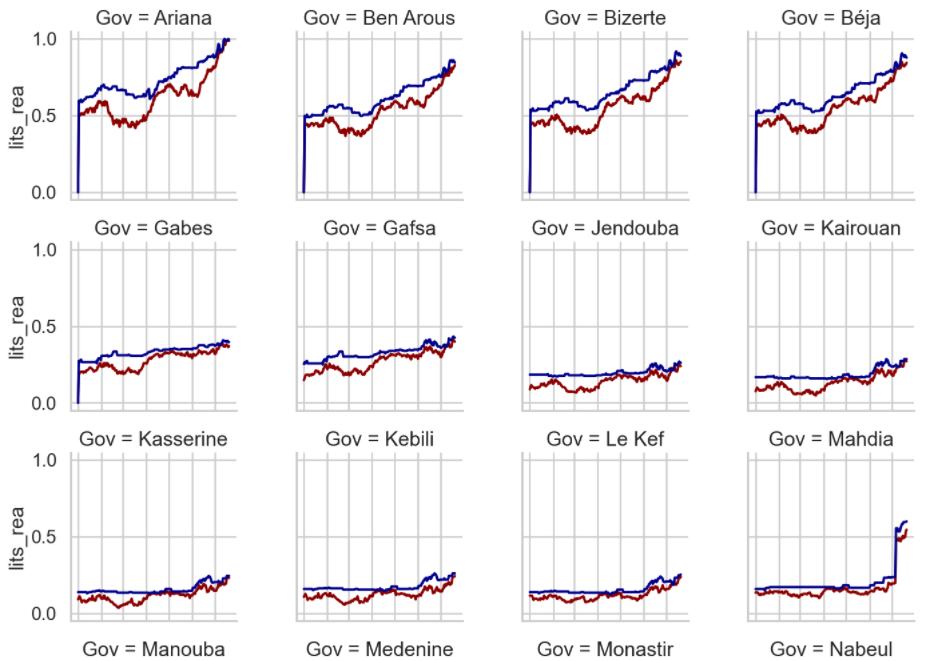 Gov = Ariana Gov = Ben Arous Gov = Bizerte Gov = Béja
1.0
0.5
0.0
lits_rea
Gov = Gabes Gov = Gafsa Gov = Jendouba Gov = Kairouan
1.0
0.5
0.0
lits_rea
Gov = Kasserine Gov = Kebili Gov = Le Kef Gov = Mahdia
1.0
0.5
0.0
lits_rea
Gov = Manouba Gov = Medenine Gov = Monastir Gov = Nabeul